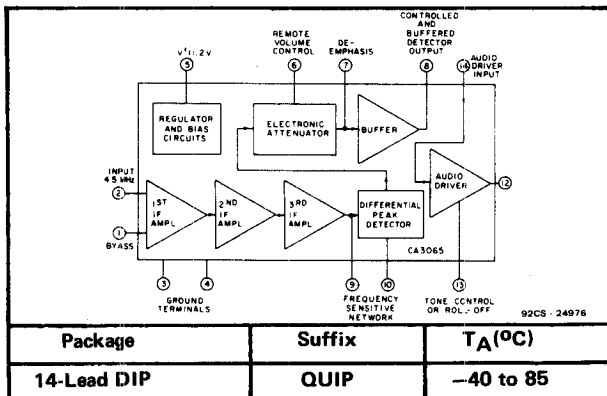 CONTROLLED
AND
BUFFERED
DETECTOR
OUTPUT
REMOTE
VOLUME
CONTROL
DE-
EMPHASIS
AUDIO
DRIVER
INPUT
5
6
7
8
14
REGULATOR
AND BIAS
CIRCUITS
ELECTRONIC
ATTENUATOR
BUFFER
INPUT
4.5 MHz
2
1
BYASS
1ST
IF
AMPL
2ND
IF
AMPL
3RD
IF
AMPL
DIFFERENTIAL
PEAK
DETECTOR
AUDIO
DRIVER
12
CA3065
3
4
9
10
13
GROUND
TERMINALS
FREQUENCY
SENSITIVE
NETWORK
TONE CONTROL
OR ROLL-OFF
92CS - 24976
Package Suffix TA(ºC)
14-Lead DIP QUIP –40 to 85